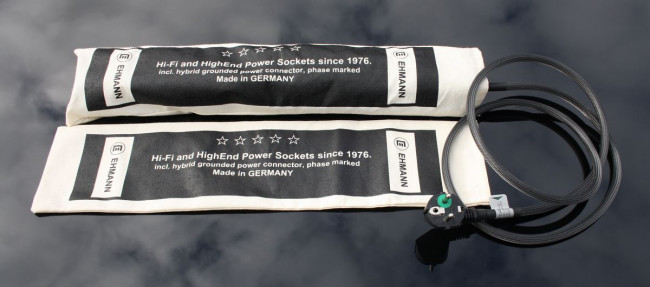 EHMANN
Hi-Fi and HighEnd Power Sockets since 1976.
incl. hybrid grounded power connector, phase marked
Made in GERMANY
EHMANN
EHMANN
Hi-Fi and HighEnd Power Sockets since 1976.
incl. hybrid grounded power connector, phase marked
Made in GERMANY
EHMANN